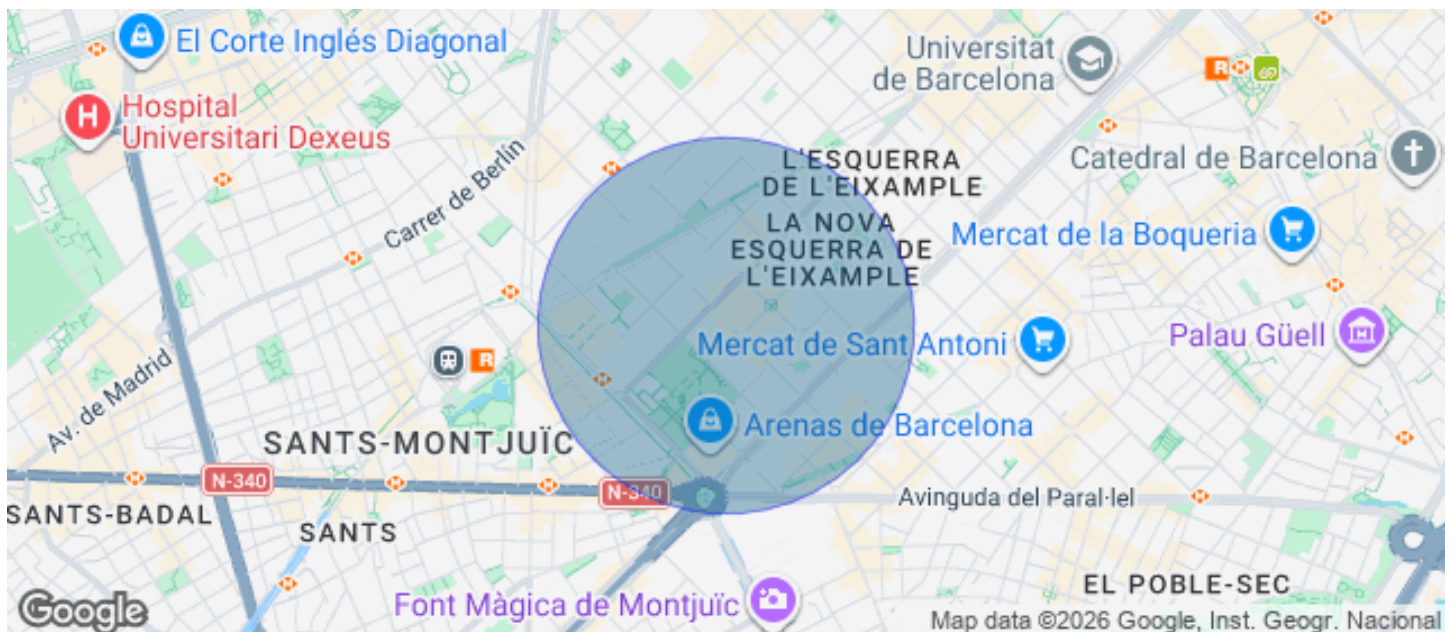 El Corte Inglés Diagonal
Hospital
Universitari Dexeus
Universitat
de Barcelona
R
Catedral de Barcelona
L'ESQUERRA
DE L'EIXAMPLE
LA NOVA
ESQUERRA DE
L'EIXAMPLE
Carrer de Berlín
Mercat de la Boqueria
Mercat de Sant Antoni
Palau Güell
R
Av. de Madrid
Arenas de Barcelona
SANTS-MONTJUÏC
N-340
N-340
Avinguda del Paral·lel
SANTS-BADAL
SANTS
EL POBLE-SEC
Font Màgica de Montjuïc
Google
Map data ©2026 Google, Inst. Geogr. Nacional